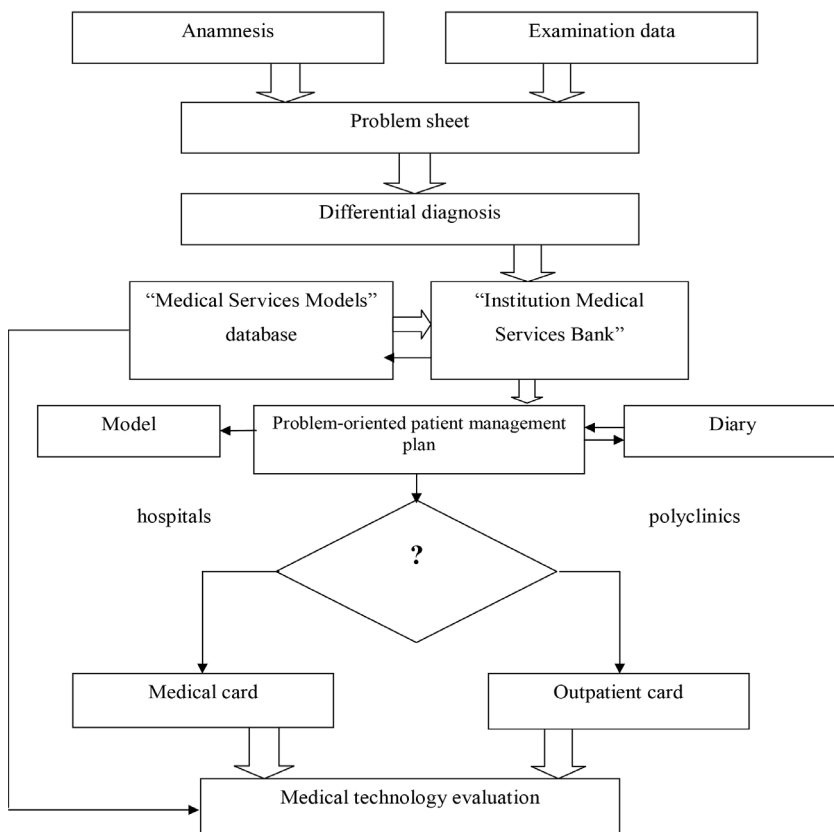 Anamnesis
Examination data
Problem sheet
Differential diagnosis
“Medical Services Models”
database
“Institution Medical
Services Bank”
Model
Problem-oriented patient management
plan
Diary
hospitals
polyclinics
?
Medical card
Outpatient card
Medical technology evaluation